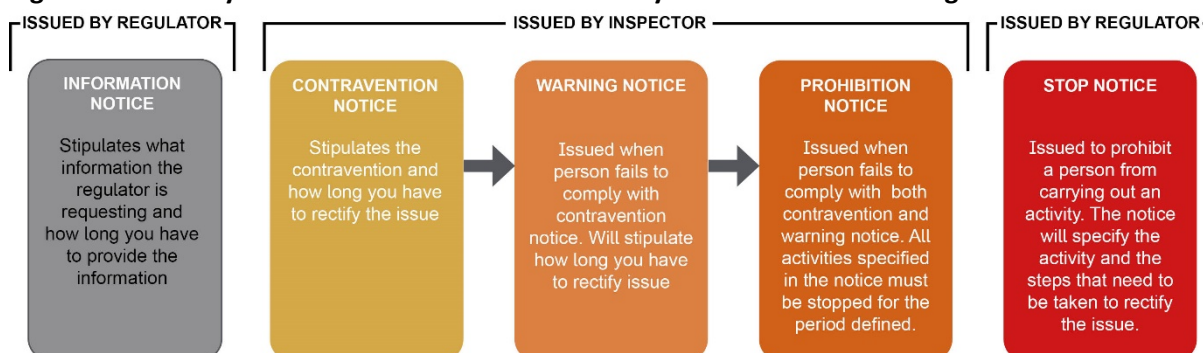 ISSUED BY REGULATOR
ISSUED BY INSPECTOR
ISSUED BY REGULATOR
INFORMATION
NOTICE
Stipulates what
information the
regulator is
requesting and
how long you have
to provide the
information
CONTRAVENTION
NOTICE
Stipulates the
contravention and
how long you have
to rectify the issue
WARNING NOTICE
Issued when
person fails to
comply with
contravention
notice. Will stipulate
how long you have
to rectify issue
PROHIBITION
NOTICE
Issued when
person fails to
comply with both
contravention and
warning notice. All
activities specified
in the notice must
be stopped for the
period defined.
STOP NOTICE
Issued to prohibit
a person from
carrying out an
activity. The notice
will specify the
activity and the
steps that need to
be taken to rectify
the issue.